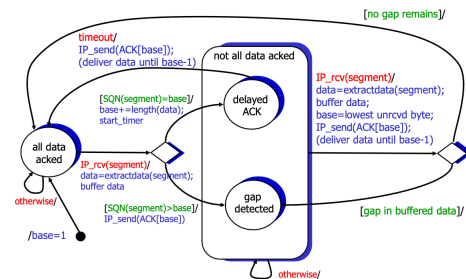 [no gap remains]/
timeout/
IP_send(ACK[base]);
(deliver data until base-1)
not all data acked
IP_rcv(segment)/
data=extractdata(segment);
buffer data;
base=lowest unrcvd byte;
IP_send(ACK[base]);
(deliver data until base-1)
[SQN(segment)=base]/
base+=length(data);
start_timer
delayed
ACK
all data
acked
IP_rcv(segment)/
data=extractdata(segment);
buffer data
otherwise/
[SQN(segment)>base]/
IP_send(ACK[base])
gap
detected
[gap in buffered data]/
/base=1
otherwise/